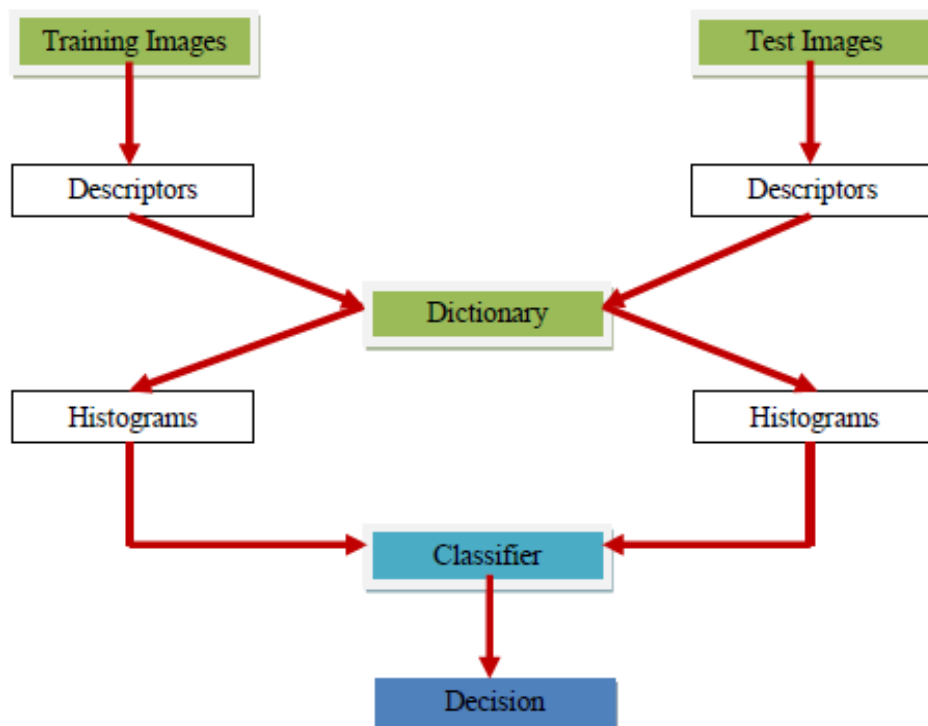 Training Images
Test Images
Descriptors
Descriptors
Dictionary
Histograms
Histograms
Classifier
Decision